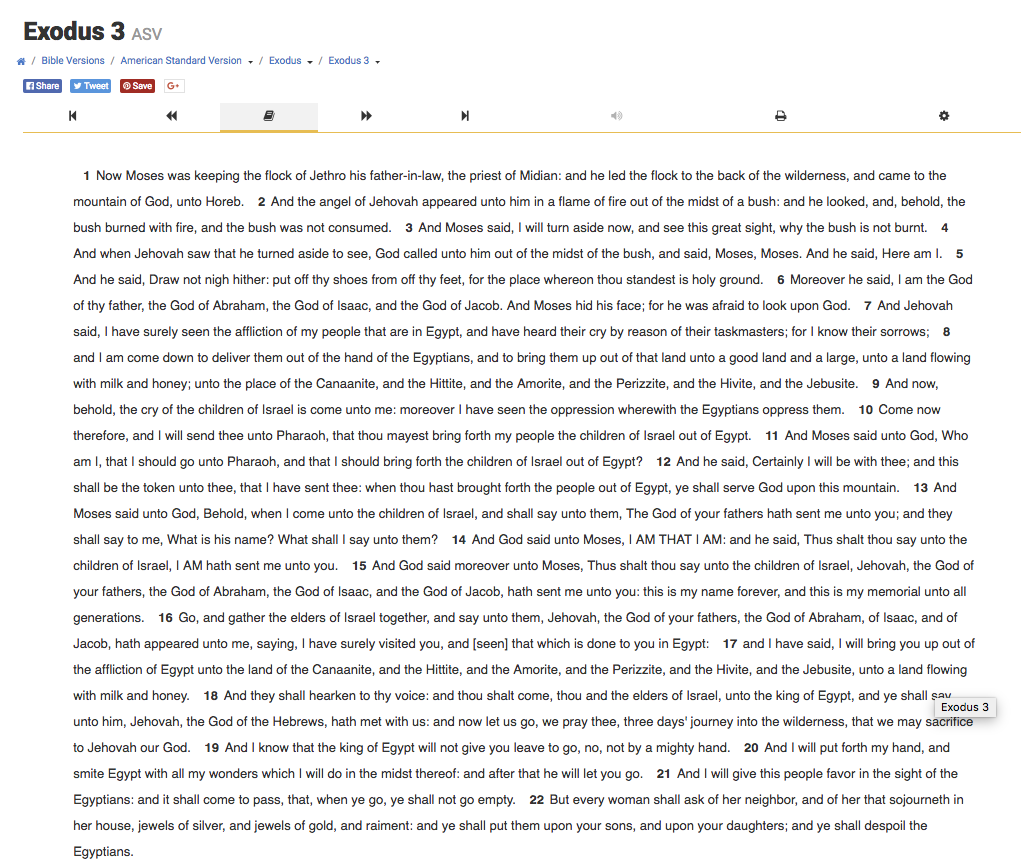 Exodus 3 ASV
/ Bible Versions / American Standard Version / Exodus / Exodus 3
Share Tweet Save G+
1 Now Moses was keeping the flock of Jethro his father-in-law, the priest of Midian: and he led the flock to the back of the wilderness, and came to the
mountain of God, unto Horeb. 2 And the angel of Jehovah appeared unto him in a flame of fire out of the midst of a bush: and he looked, and, behold, the
bush burned with fire, and the bush was not consumed. 3 And Moses said, I will turn aside now, and see this great sight, why the bush is not burnt. 4
And when Jehovah saw that he turned aside to see, God called unto him out of the midst of the bush, and said, Moses, Moses. And he said, Here am I. 5
And he said, Draw not nigh hither: put off thy shoes from off thy feet, for the place whereon thou standest is holy ground. 6 Moreover he said, I am the God
of thy father, the God of Abraham, the God of Isaac, and the God of Jacob. And Moses hid his face; for he was afraid to look upon God. 7 And Jehovah
said, I have surely seen the affliction of my people that are in Egypt, and have heard their cry by reason of their taskmasters; for I know their sorrows; 8
and I am come down to deliver them out of the hand of the Egyptians, and to bring them up out of that land unto a good land and a large, unto a land flowing
with milk and honey; unto the place of the Canaanite, and the Hittite, and the Amorite, and the Perizzite, and the Hivite, and the Jebusite. 9 And now,
behold, the cry of the children of Israel is come unto me: moreover I have seen the oppression wherewith the Egyptians oppress them. 10 Come now
therefore, and I will send thee unto Pharaoh, that thou mayest bring forth my people the children of Israel out of Egypt. 11 And Moses said unto God, Who
am I, that I should go unto Pharaoh, and that I should bring forth the children of Israel out of Egypt? 12 And he said, Certainly I will be with thee; and this
shall be the token unto thee, that I have sent thee: when thou hast brought forth the people out of Egypt, ye shall serve God upon this mountain. 13 And
Moses said unto God, Behold, when I come unto the children of Israel, and shall say unto them, The God of your fathers hath sent me unto you; and they
shall say to me, What is his name? What shall I say unto them? 14 And God said unto Moses, I AM THAT I AM: and he said, Thus shalt thou say unto the
children of Israel, I AM hath sent me unto you. 15 And God said moreover unto Moses, Thus shalt thou say unto the children of Israel, Jehovah, the God of
your fathers, the God of Abraham, the God of Isaac, and the God of Jacob, hath sent me unto you: this is my name forever, and this is my memorial unto all
generations. 16 Go, and gather the elders of Israel together, and say unto them, Jehovah, the God of your fathers, the God of Abraham, of Isaac, and of
Jacob, hath appeared unto me, saying, I have surely visited you, and [seen] that which is done to you in Egypt: 17 and I have said, I will bring you up out of
the affliction of Egypt unto the land of the Canaanite, and the Hittite, and the Amorite, and the Perizzite, and the Hivite, and the Jebusite, unto a land flowing
with milk and honey. 18 And they shall hearken to thy voice: and thou shalt come, thou and the elders of Israel, unto the king of Egypt, and ye shall say
Exodus 3
unto him, Jehovah, the God of the Hebrews, hath met with us: and now let us go, we pray thee, three days' journey into the wilderness, that we may sacrifice
to Jehovah our God. 19 And I know that the king of Egypt will not give you leave to go, no, not by a mighty hand. 20 And I will put forth my hand, and
smite Egypt with all my wonders which I will do in the midst thereof: and after that he will let you go. 21 And I will give this people favor in the sight of the
Egyptians: and it shall come to pass, that, when ye go, ye shall not go empty. 22 But every woman shall ask of her neighbor, and of her that sojourneth in
her house, jewels of silver, and jewels of gold, and raiment: and ye shall put them upon your sons, and upon your daughters; and ye shall despoil the
Egyptians.